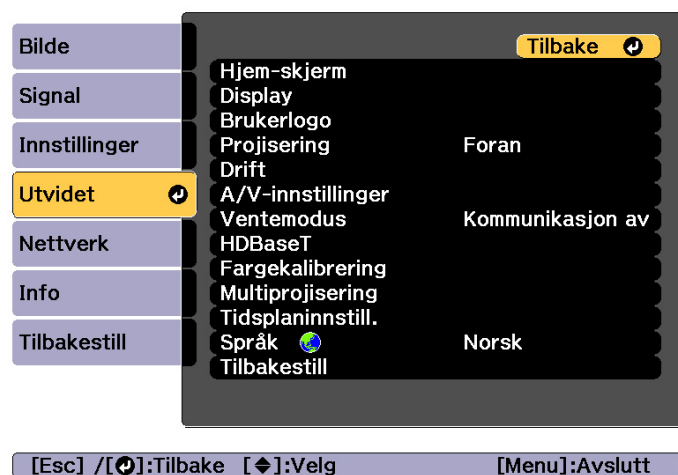 Bilde
Signal
Innstillinger
Utvidet
Nettverk
Info
Tilbakestill
Tilbake
Hjem-skjerm
Display
Brukerlogo
Projisering Foran
Drift
A/V-innstillinger
Ventemodus Kommunikasjon av
HDBaseT
Fargekalibrering
Multiprojisering
Tidsplaninnstill.
Språk Norsk
Tilbakestill
[Esc] /[⏎]:Tilbake [◆]:Velg [Menu]:Avslutt